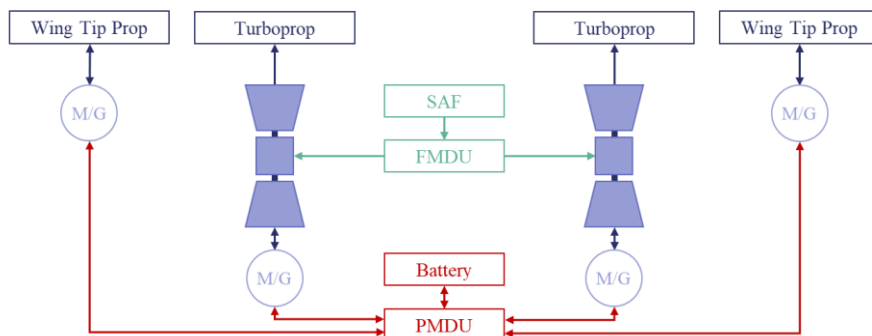 Wing Tip Prop
Turboprop
Turboprop
Wing Tip Prop
M/G
SAF
M/G
FMDU
M/G
Battery
M/G
PMDU